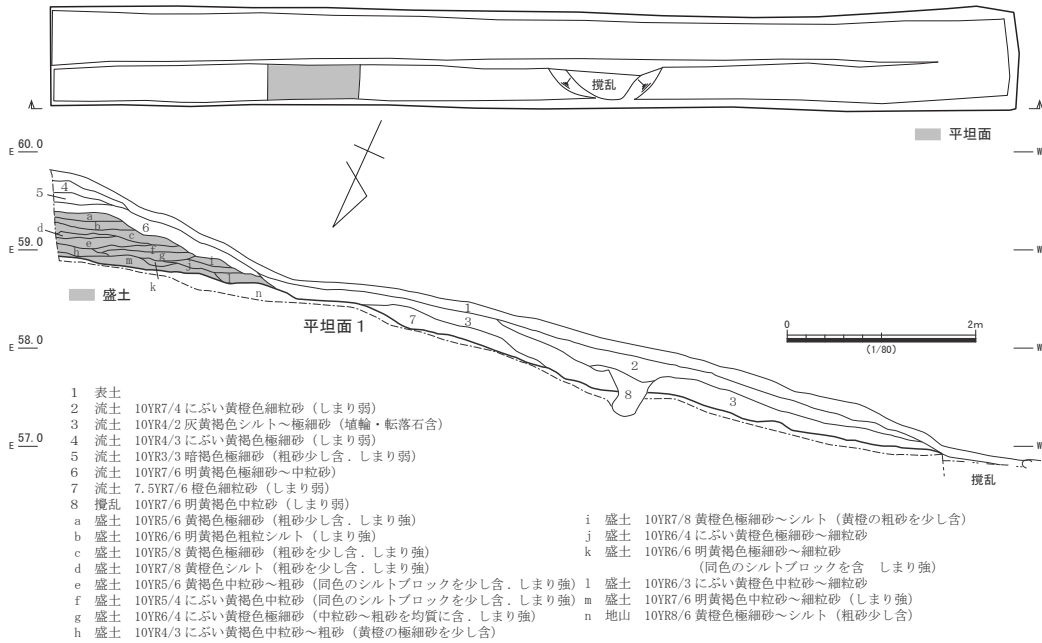 撹乱
平坦面
E 60.0
W
4
5
a
b
c
6
d
E 59.0
W
e
f
g
i
h
m
j
l
k
n
盛土
平坦面 1
1
7
3
E 58.0
W
2
8
3
0
2m
(1/80)
E 57.0
W
撹乱
1 表土
2 流土 10YR7/4 にぶい黄橙色細粒砂（しまり弱）
3 流土 10YR4/2 灰黄褐色シルト～極細砂（埴輪・転落石含）
4 流土 10YR4/3 にぶい黄褐色極細砂（しまり弱）
5 流土 10YR3/3 暗褐色極細砂（粗砂少し含．しまり弱）
6 流土 10YR7/6 明黄褐色極細砂～中粒砂）
7 流土 7.5YR7/6 橙色細粒砂（しまり弱）
8 攪乱 10YR7/6 明黄褐色中粒砂（しまり弱）
a 盛土 10YR5/6 黄褐色極細砂（粗砂少し含．しまり強）
b 盛土 10YR6/6 明黄褐色粗粒シルト（しまり強）
c 盛土 10YR5/8 黄褐色極細砂（粗砂を少し含．しまり強）
d 盛土 10YR7/8 黄橙色シルト（しまり強）
e 盛土 10YR5/6 黄褐色中粒砂～粗砂（同色のシルトブロックを少し含．しまり強）
f 盛土 10YR5/4 にぶい黄褐色中粒砂（同色のシルトブロックを少し含．しまり強）
g 盛土 10YR6/4 にぶい黄橙色極細砂（中粒砂～粗砂を均質に含．しまり強）
h 盛土 10YR4/3 にぶい黄褐色中粒砂～粗砂（黄橙の極細砂を少し含）
i 盛土 10YR7/8 黄橙色極細砂～シルト（黄橙の粗砂を少し含）
j 盛土 10YR6/4 にぶい黄橙色極細砂～細粒砂
k 盛土 10YR6/6 明黄褐色極細砂～細粒砂
（同色のシルトブロックを含　しまり強）
l 盛土 10YR6/3 にぶい黄橙色中粒砂～細粒砂
m 盛土 10YR7/6 明黄褐色中粒砂～細粒砂（しまり強）
n 地山 10YR8/6 黄橙色極細砂～シルト（粗砂少し含）